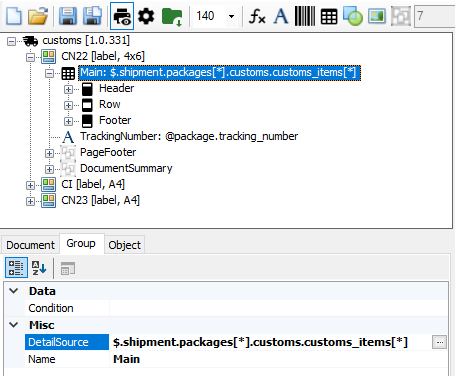 140
7
customs [1.0.331]
CN22 [label, 4x6]
Main: $.shipment.packages[*].customs.customs_items[*]
Header
Row
Footer
A TrackingNumber: @package.tracking_number
PageFooter
DocumentSummary
CI [label, A4]
CN23 [label, A4]
Document Group Object
Data
Condition
Misc
DetailSource $.shipment.packages[*].customs.customs_items[*] ...
Name Main